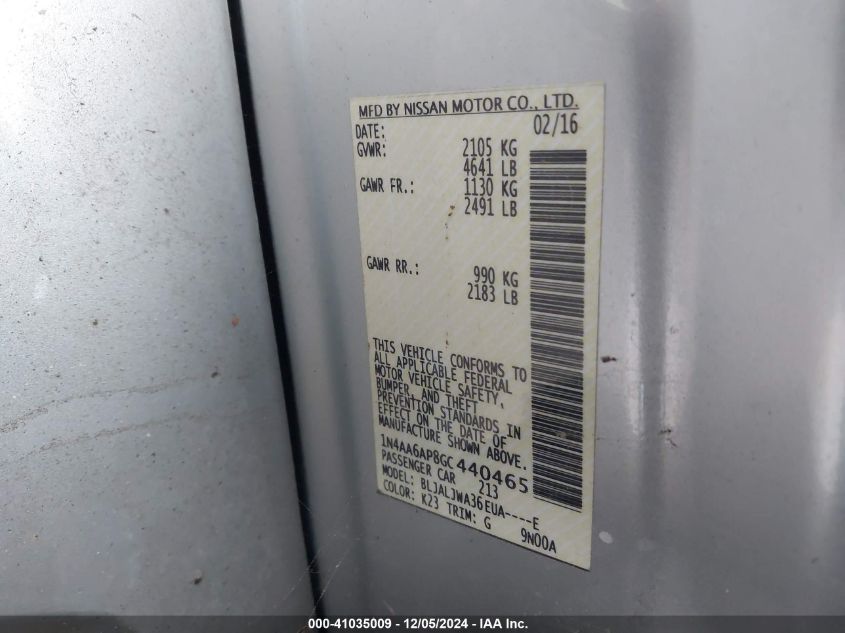 MFD BY NISSAN MOTOR CO., LTD.
DATE: 02/16
GVWR: 2105 KG
4641 LB
GAWR FR.: 1130 KG
2491 LB
GAWR RR.: 990 KG
2183 LB
THIS VEHICLE CONFORMS TO
ALL APPLICABLE FEDERAL
MOTOR VEHICLE SAFETY,
BUMPER, AND THEFT
PREVENTION STANDARDS IN
EFFECT ON THE DATE OF
MANUFACTURE SHOWN ABOVE.
1N4AA6AP8GC440465
PASSENGER CAR 213
MODEL: BLJALJWA36EUA----E
COLOR: K23 TRIM: G 9N00A
000-41035009 - 12/05/2024 - IAA Inc.